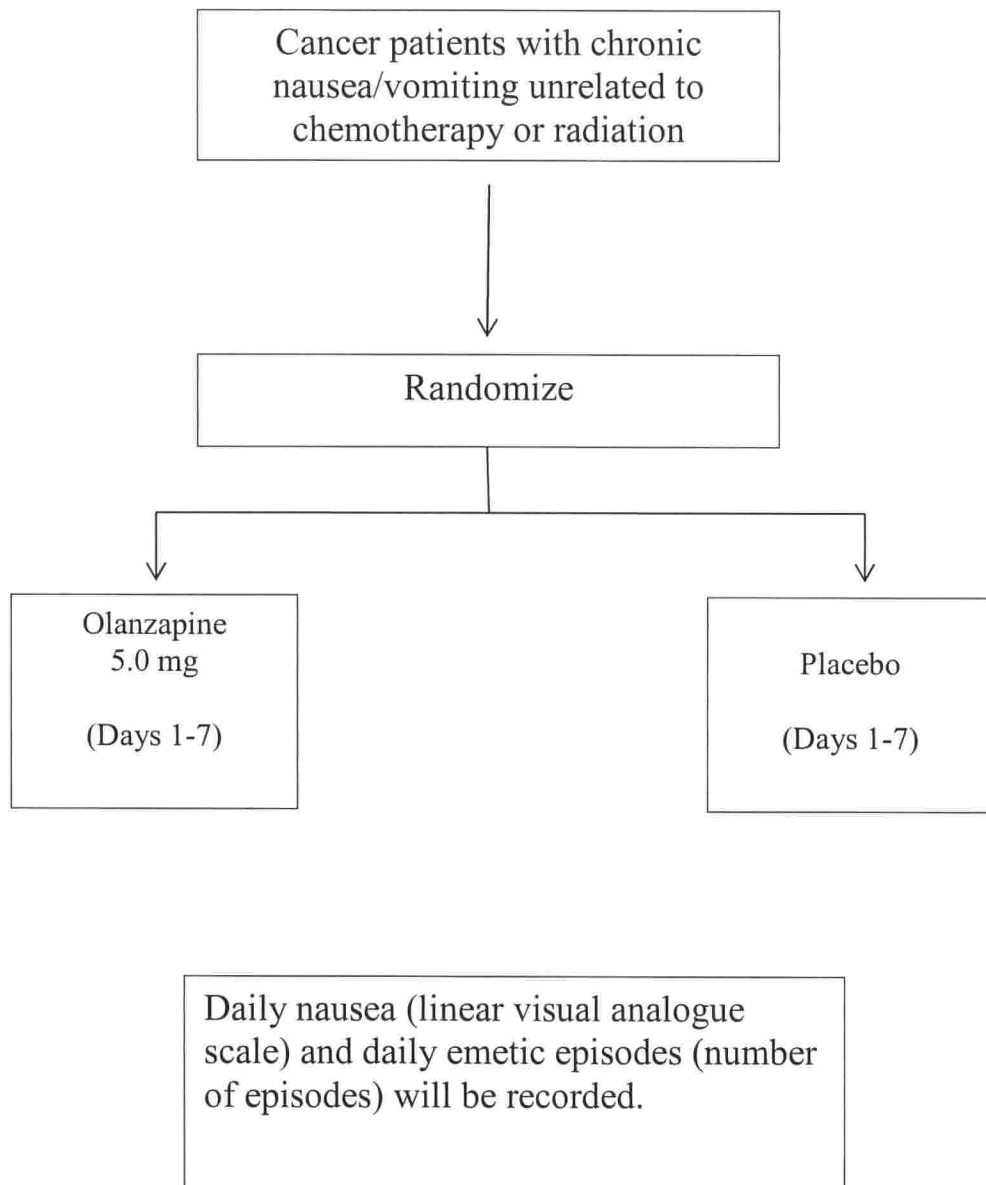 Cancer patients with chronic
nausea/vomiting unrelated to
chemotherapy or radiation
Randomize
Olanzapine
5.0 mg
(Days 1-7)
Placebo
(Days 1-7)
Daily nausea (linear visual analogue
scale) and daily emetic episodes (number
of episodes) will be recorded.